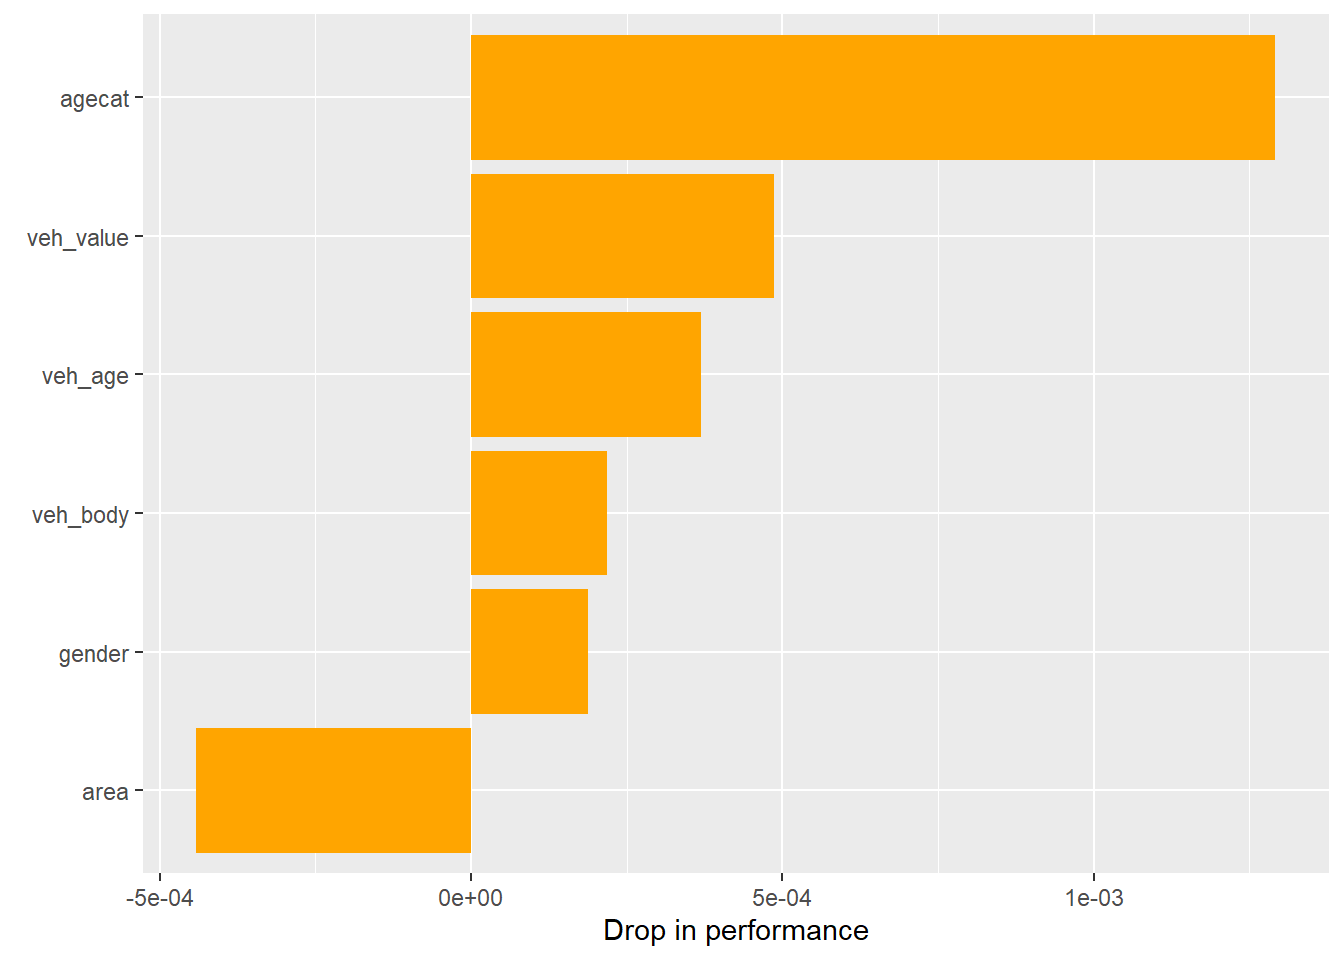 agecat
veh_value
veh_age
veh_body
gender
area
-5e-04 0e+00 5e-04 1e-03
Drop in performance